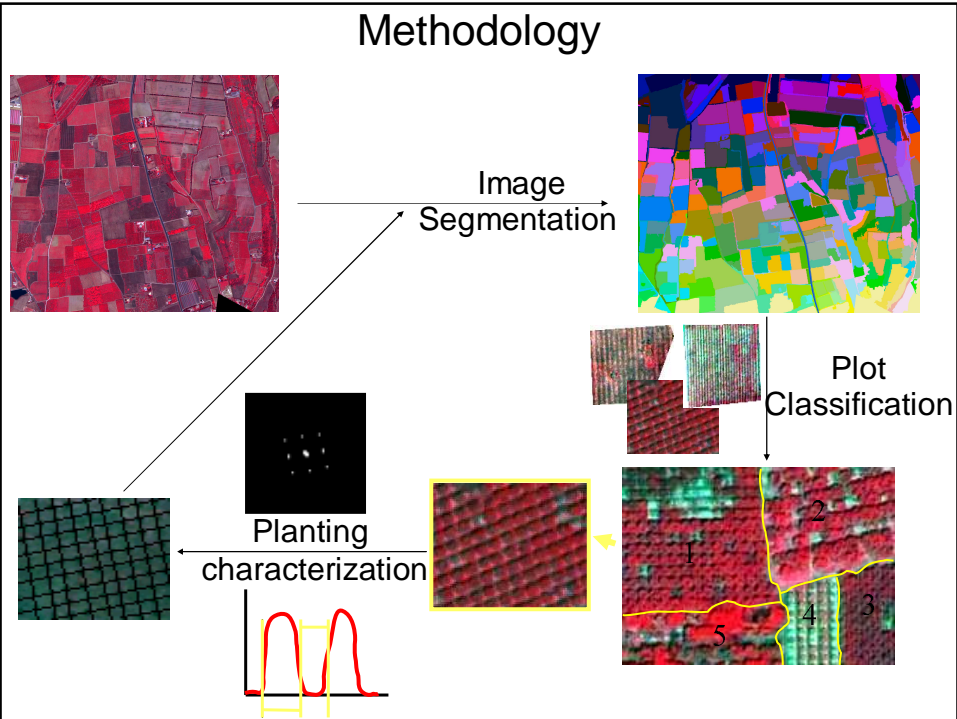 Methodology
Image
Segmentation
Plot
Classification
Planting
characterization
1
2
3
4
5